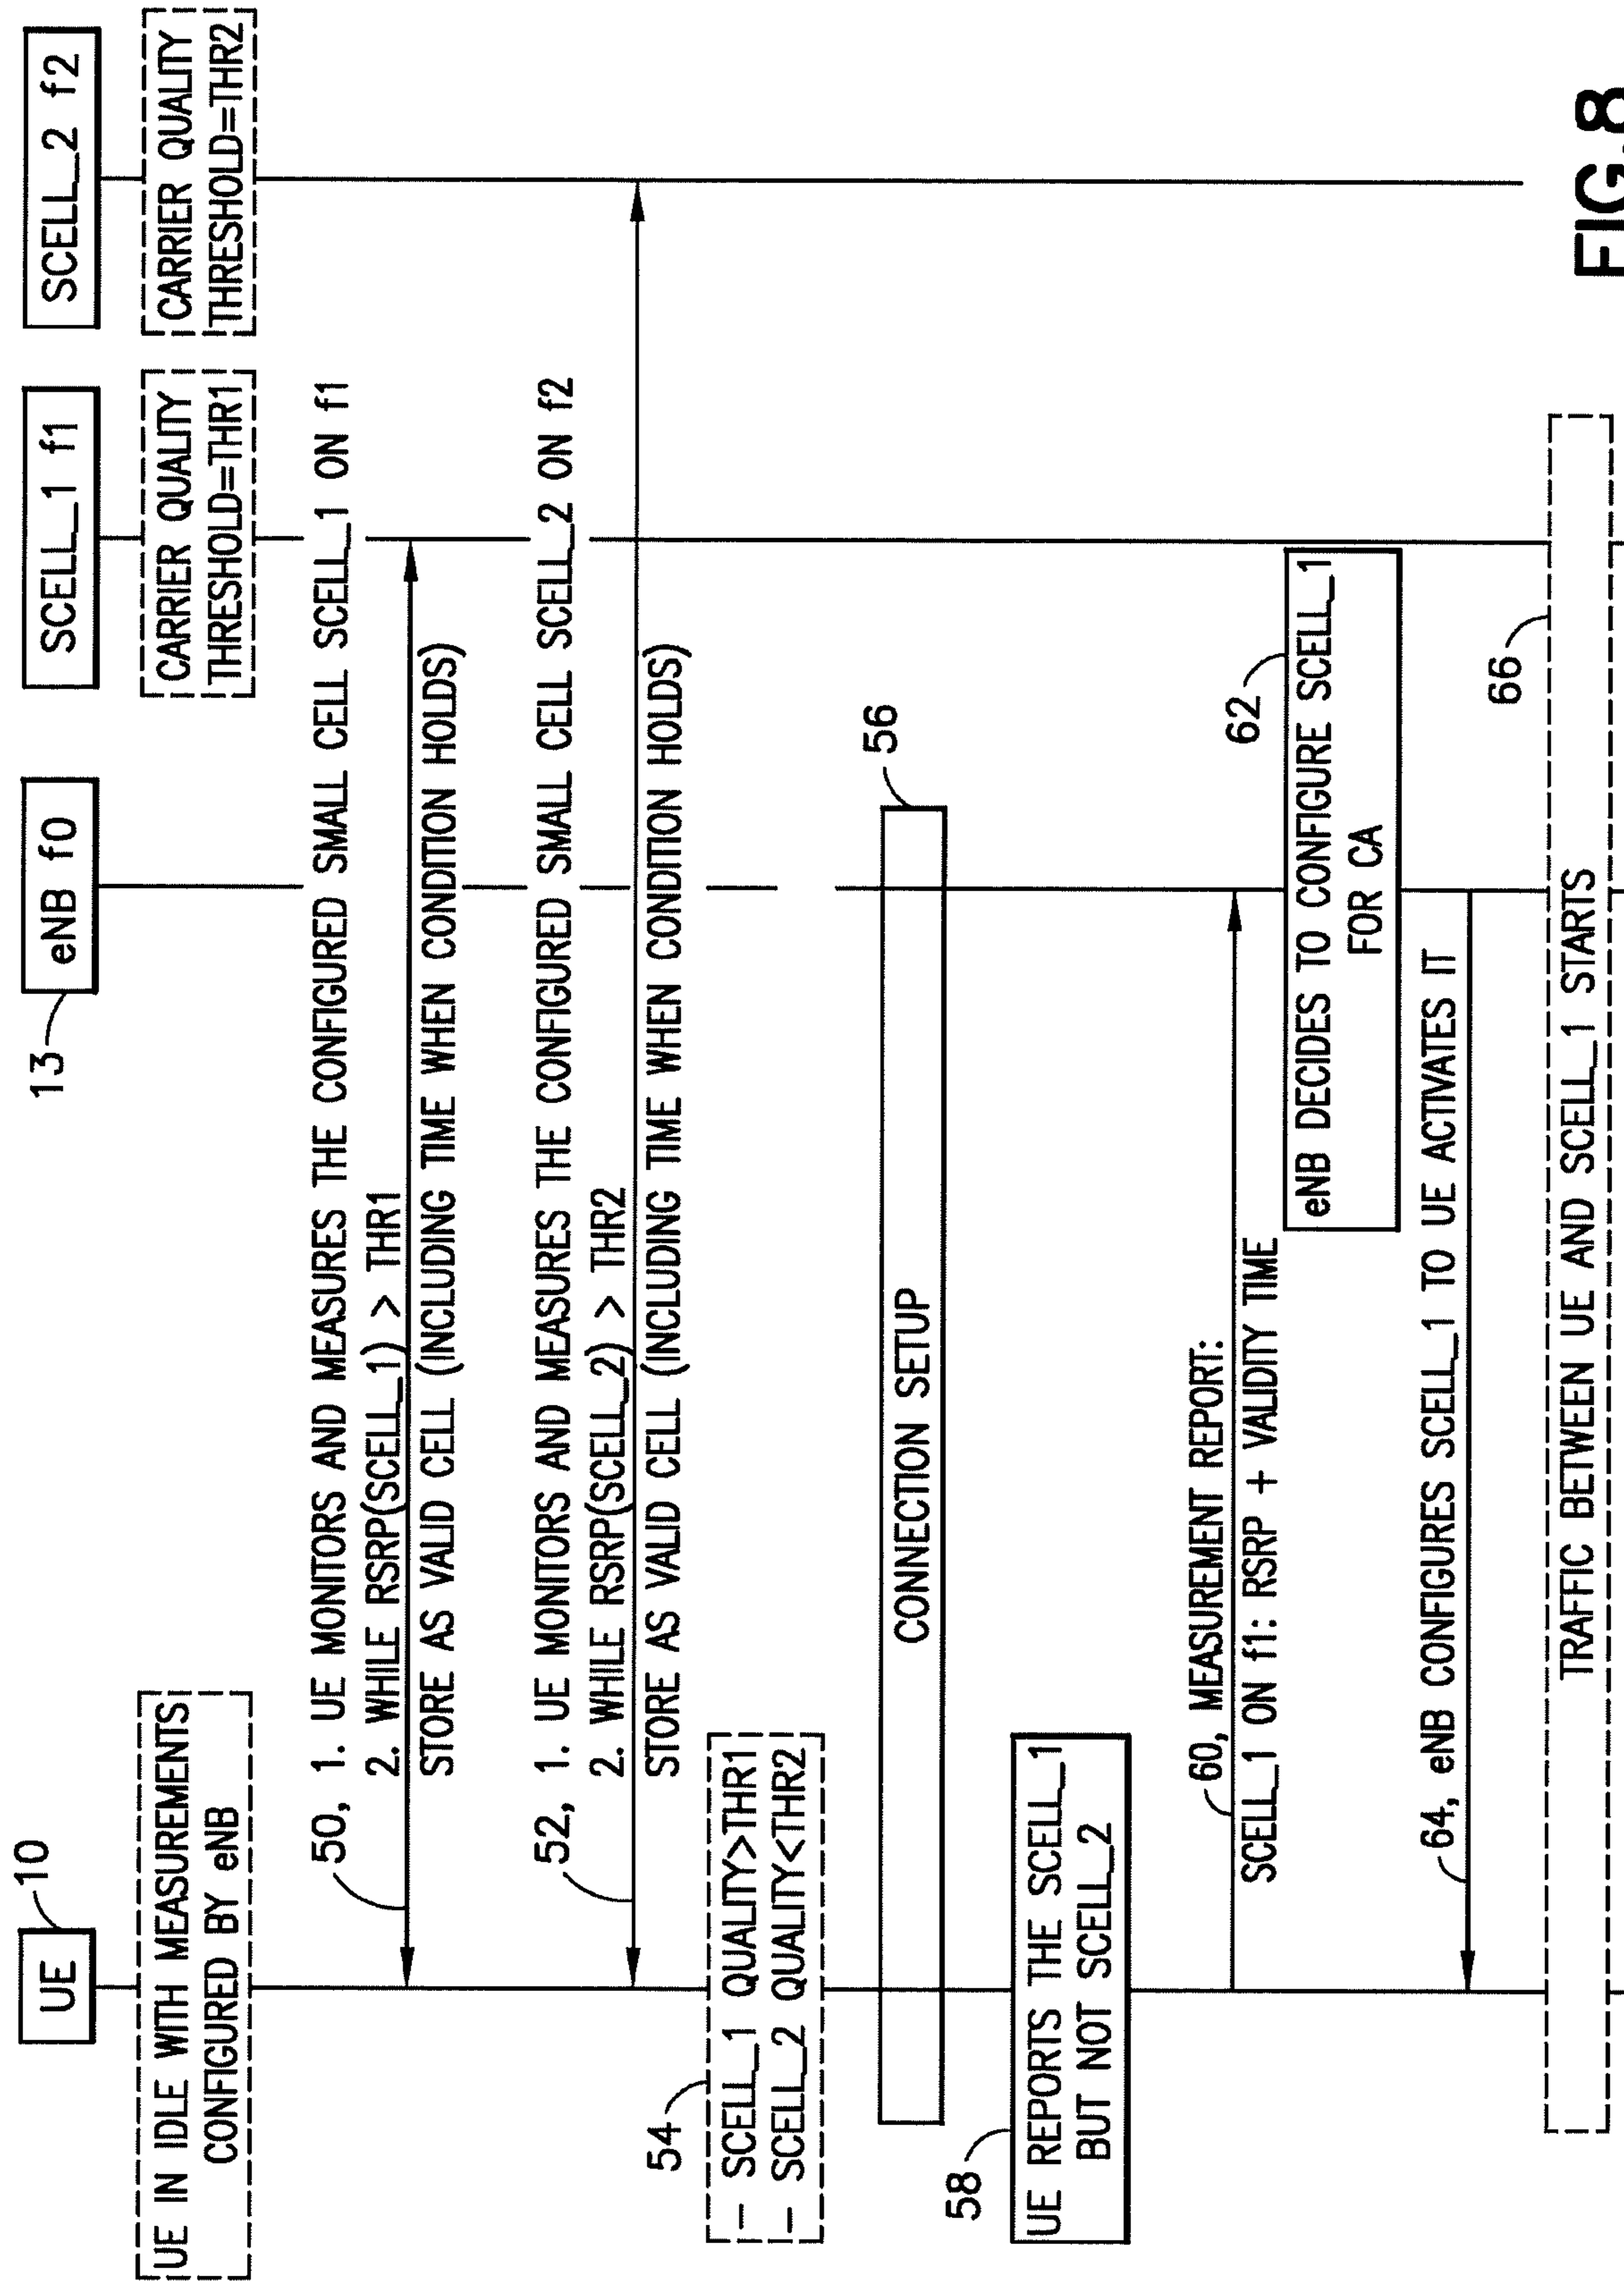 UE
10
eNB f0
13
SCELL_1 f1
SCELL_2 f2
UE IN IDLE WITH MEASUREMENTS
CONFIGURED BY eNB
CARRIER QUALITY
THRESHOLD=THR1
CARRIER QUALITY
THRESHOLD=THR2
50, 1. UE MONITORS AND MEASURES THE CONFIGURED SMALL CELL SCELL_1 ON f1
2. WHILE RSRP(SCELL_1) > THR1
STORE AS VALID CELL (INCLUDING TIME WHEN CONDITION HOLDS)
52, 1. UE MONITORS AND MEASURES THE CONFIGURED SMALL CELL SCELL_2 ON f2
2. WHILE RSRP(SCELL_2) > THR2
STORE AS VALID CELL (INCLUDING TIME WHEN CONDITION HOLDS)
54
– SCELL_1 QUALITY>THR1
– SCELL_2 QUALITY<THR2
CONNECTION SETUP
56
58
UE REPORTS THE SCELL_1
BUT NOT SCELL_2
60, MEASUREMENT REPORT:
SCELL_1 ON f1: RSRP + VALIDITY TIME
62
eNB DECIDES TO CONFIGURE SCELL_1
FOR CA
64, eNB CONFIGURES SCELL_1 TO UE ACTIVATES IT
66
TRAFFIC BETWEEN UE AND SCELL_1 STARTS
FIG.8